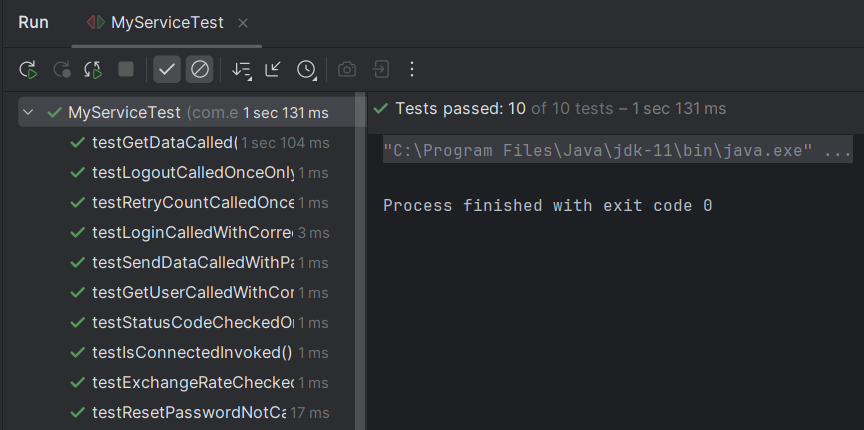 Run MyServiceTest
MyServiceTest (com.e 1 sec 131 ms
testGetDataCalled( 1 sec 104 ms
testLogoutCalledOnceOnly 1 ms
testRetryCountCalledOnce 1 ms
testLoginCalledWithCorre 3 ms
testSendDataCalledWithPa 1 ms
testGetUserCalledWithCor 1 ms
testStatusCodeCheckedO 1 ms
testIsConnectedInvoked() 1 ms
testExchangeRateChecked 1 ms
testResetPasswordNotCa 17 ms
Tests passed: 10 of 10 tests – 1 sec 131 ms
"C:\Program Files\Java\jdk-11\bin\java.exe" ...
Process finished with exit code 0